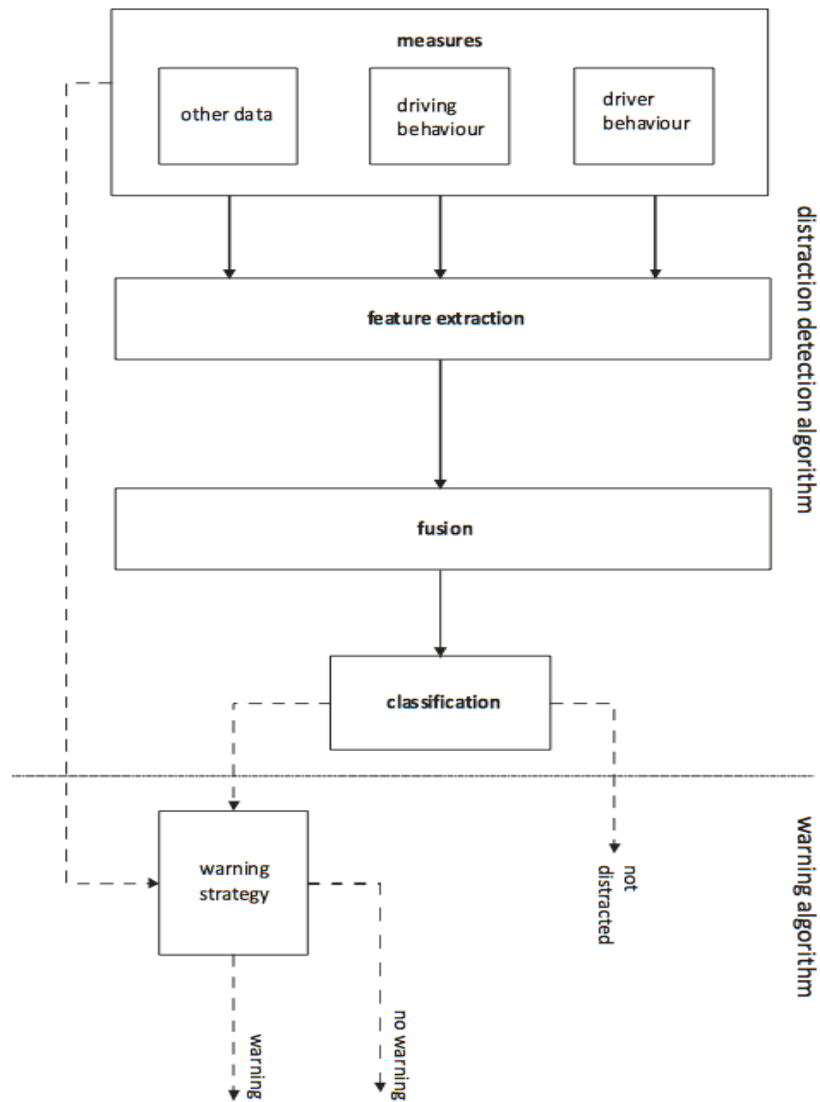 measures
other data
driving
behaviour
driver
behaviour
distraction detection algorithm
feature extraction
fusion
classification
warning
strategy
not
distracted
warning algorithm
no warning
warning